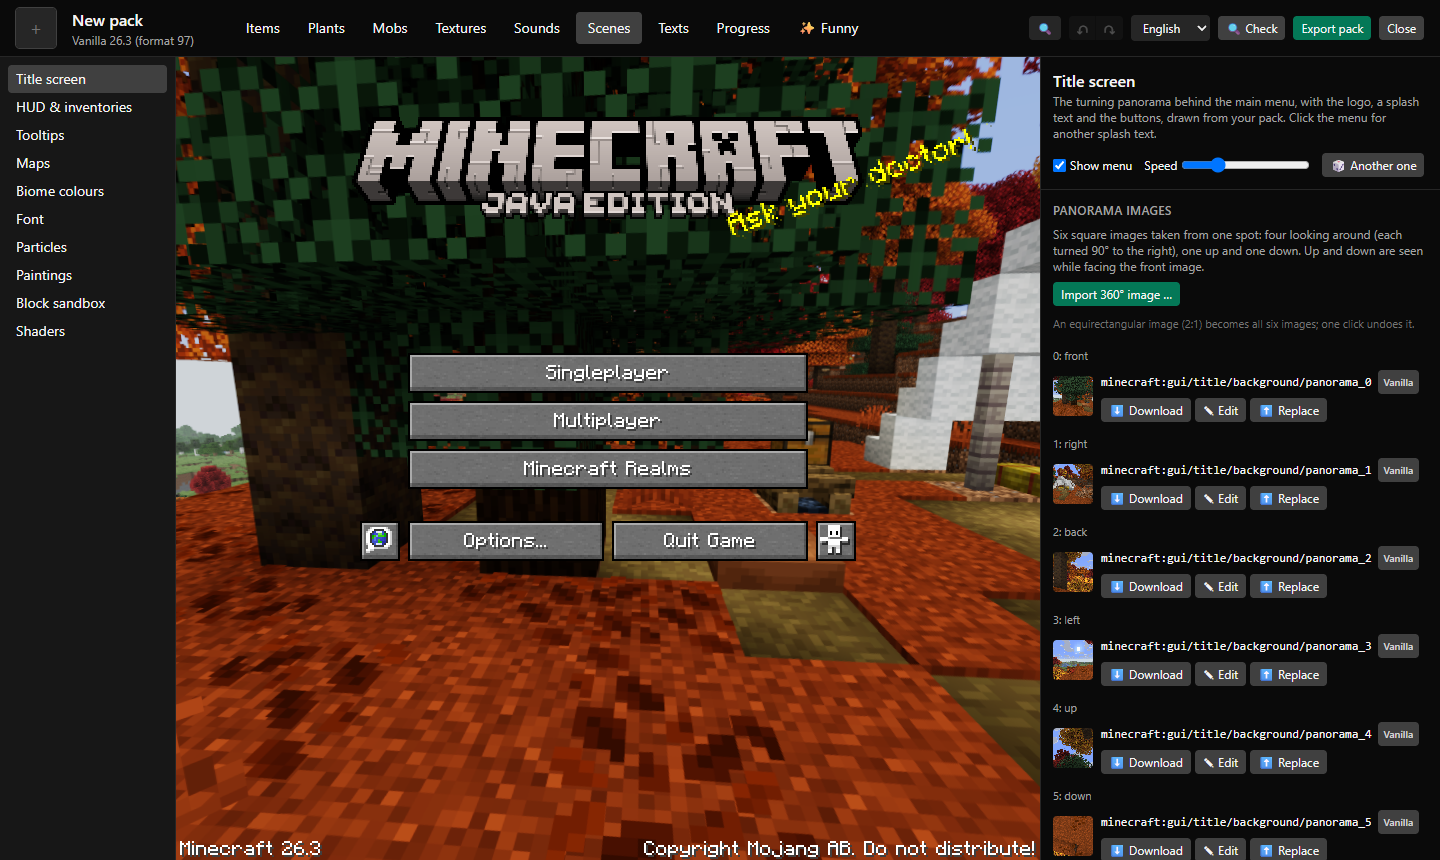 +
New pack
Vanilla 26.3 (format 97)
Items
Plants
Mobs
Textures
Sounds
Scenes
Texts
Progress
✨ Funny
English
Check
Export pack
Close
Title screen
HUD & inventories
Tooltips
Maps
Biome colours
Font
Particles
Paintings
Block sandbox
Shaders
MINECRAFT
JAVA EDITION
Ask your doctor!
Singleplayer
Multiplayer
Minecraft Realms
Options...
Quit Game
Minecraft 26.3
Copyright Mojang AB. Do not distribute!
Title screen
The turning panorama behind the main menu, with the logo, a splash
text and the buttons, drawn from your pack. Click the menu for
another splash text.
Show menu
Speed
Another one
PANORAMA IMAGES
Six square images taken from one spot: four looking around (each
turned 90° to the right), one up and one down. Up and down are seen
while facing the front image.
Import 360° image ...
An equirectangular image (2:1) becomes all six images; one click undoes it.
0: front
minecraft:gui/title/background/panorama_0 Vanilla
Download Edit Replace
1: right
minecraft:gui/title/background/panorama_1 Vanilla
Download Edit Replace
2: back
minecraft:gui/title/background/panorama_2 Vanilla
Download Edit Replace
3: left
minecraft:gui/title/background/panorama_3 Vanilla
Download Edit Replace
4: up
minecraft:gui/title/background/panorama_4 Vanilla
Download Edit Replace
5: down
minecraft:gui/title/background/panorama_5 Vanilla
Download Edit Replace